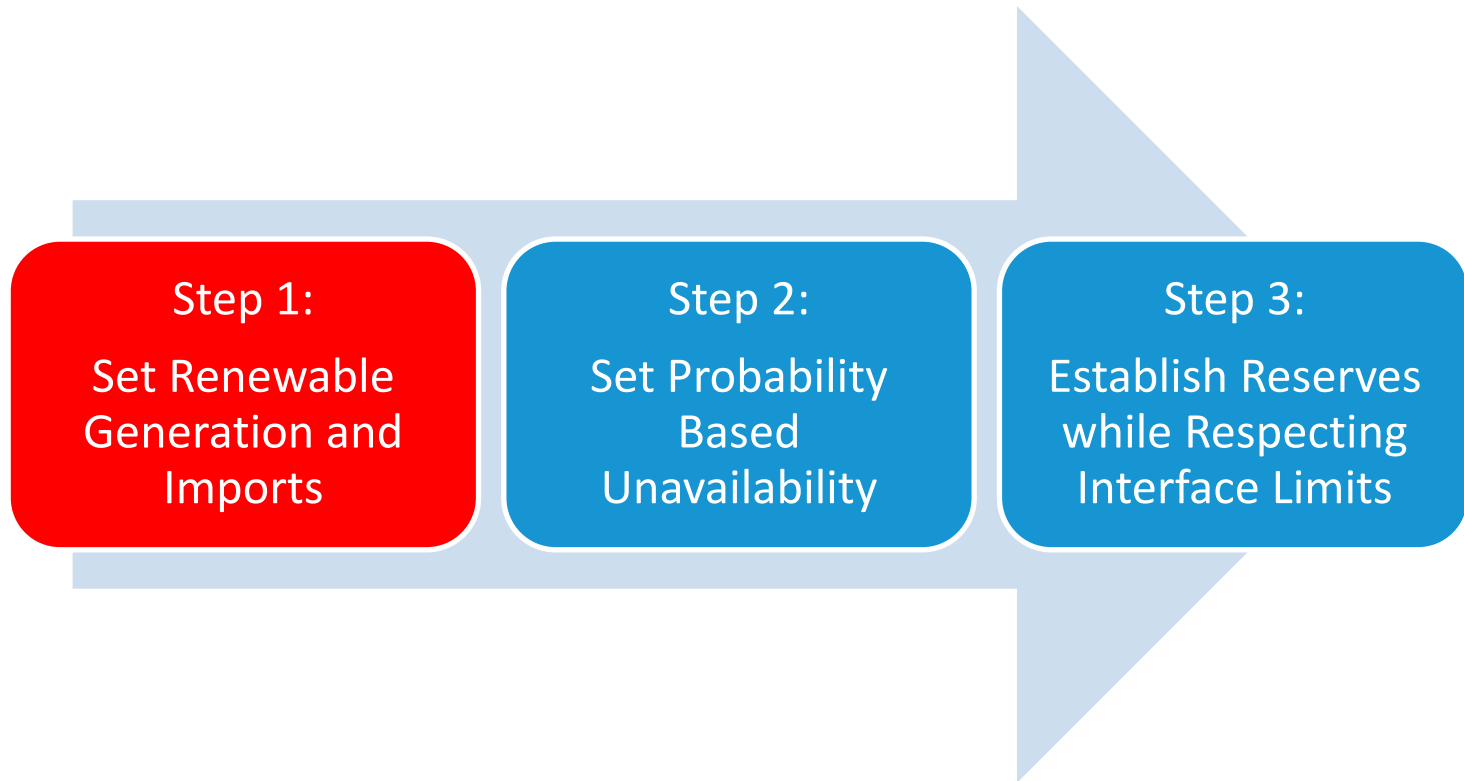 Step 1:
Set Renewable
Generation and
Imports
Step 2:
Set Probability
Based
Unavailability
Step 3:
Establish Reserves
while Respecting
Interface Limits